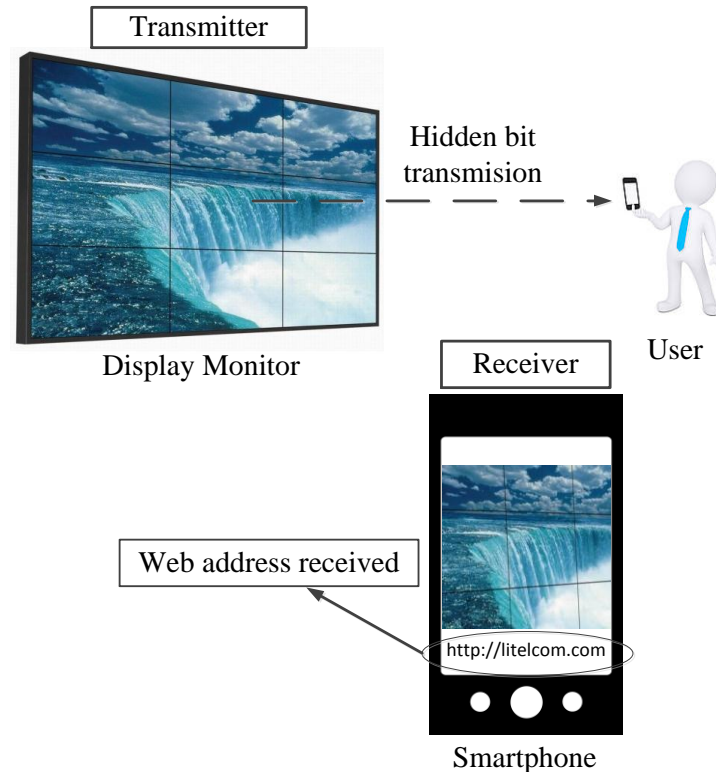 Transmitter
Hidden bit
transmision
Display Monitor
User
Receiver
Web address received
http://litelcom.com
Smartphone